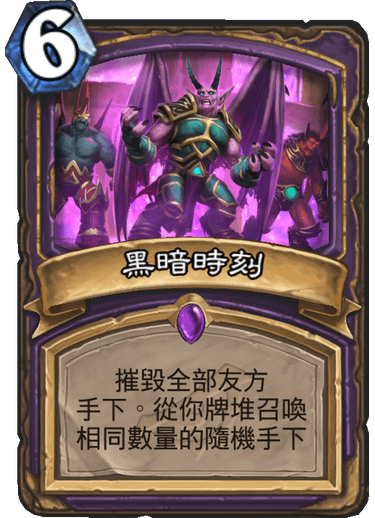 6
黑暗時刻
摧毀全部友方
手下。從你牌堆召喚
相同數量的隨機手下